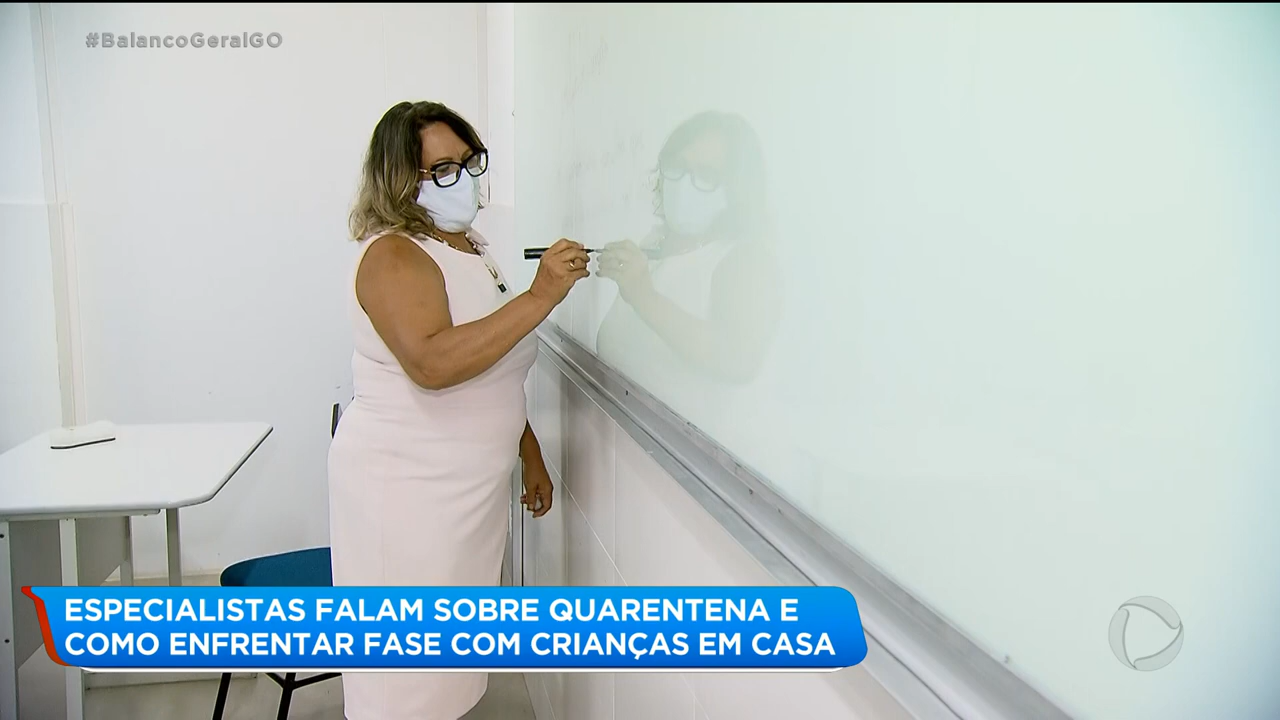 #BalancoGeralGO
ESPECIALISTAS FALAM SOBRE QUARENTENA E
COMO ENFRENTAR FASE COM CRIANÇAS EM CASA